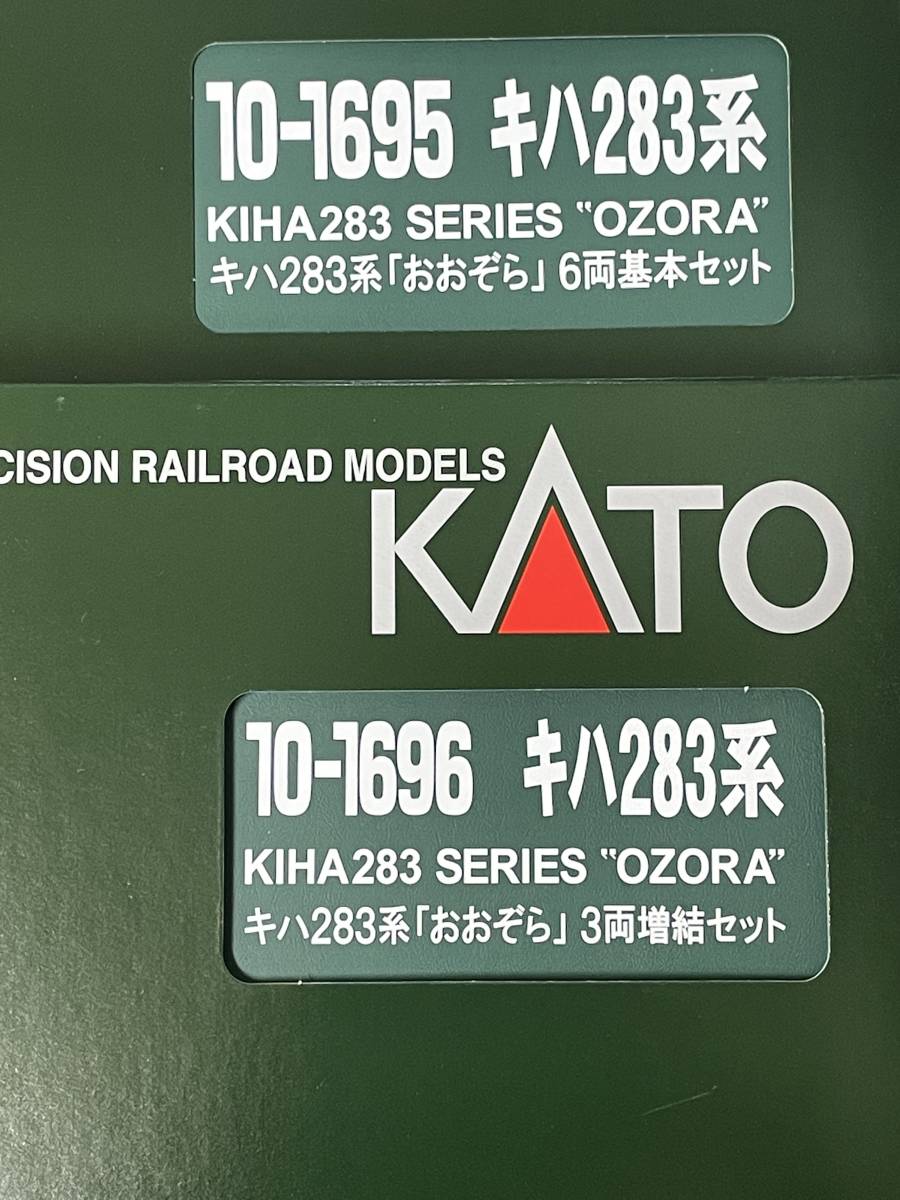 10-1695 キハ283系
KIHA283 SERIES “OZORA”
キハ283系「おおぞら」 6両基本セット
CISION RAILROAD MODELS
KATO
10-1696 キハ283系
KIHA283 SERIES “OZORA”
キハ283系「おおぞら」 3両増結セット